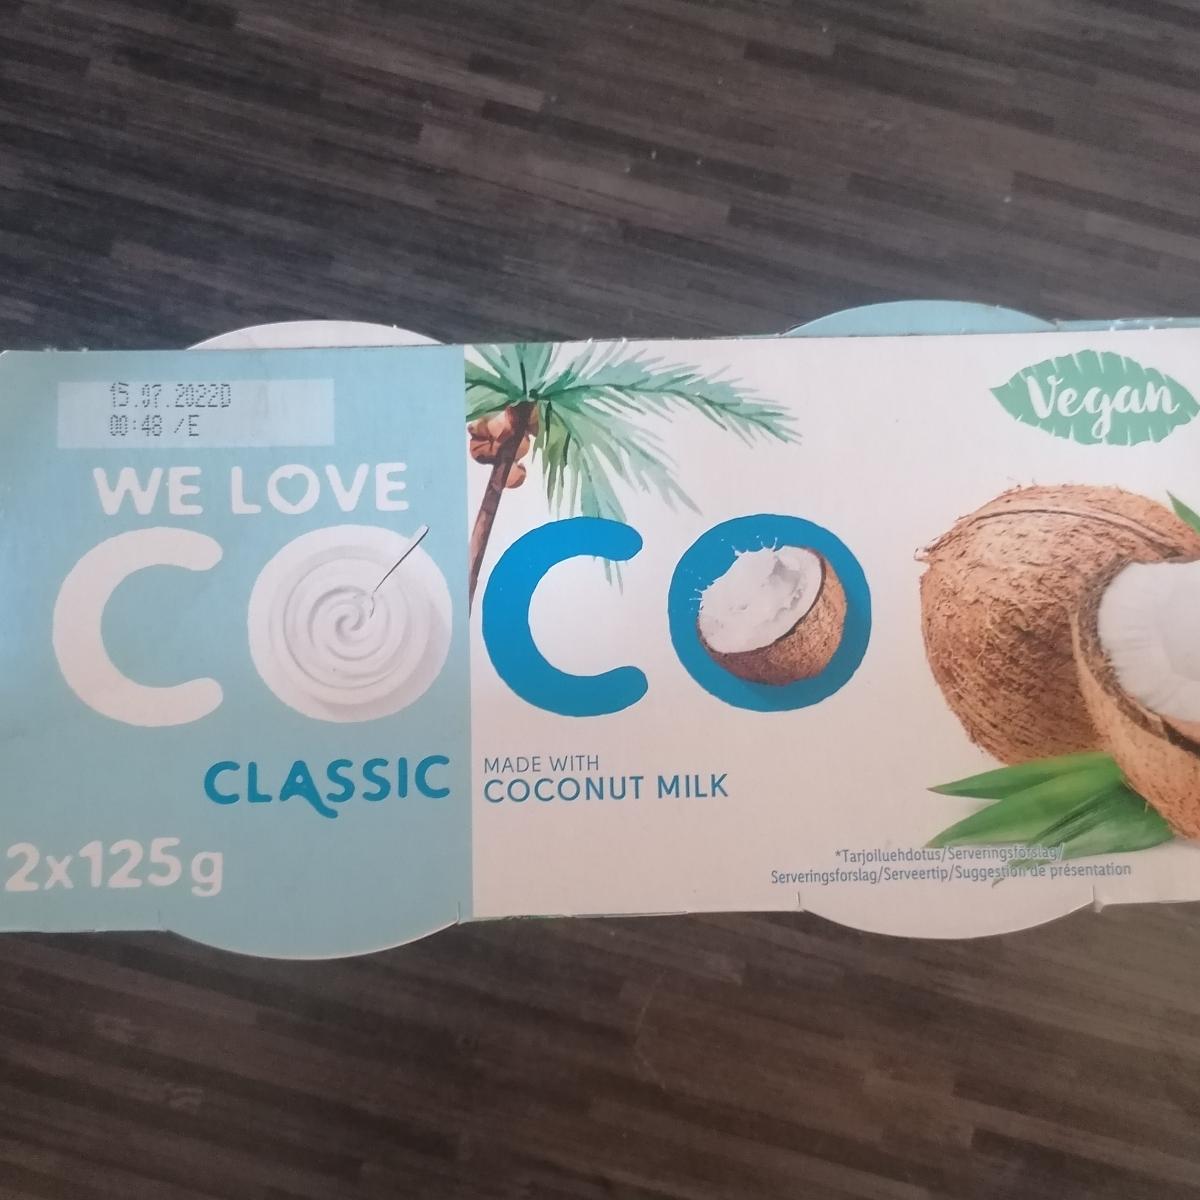 15.07.2022D
00:48 /E
Vegan
WE LOVE
COCO
CLASSIC
MADE WITH
COCONUT MILK
2x125g
*Tarjoiluehdotus/Serveringsförslag/
Serveringsforslag/Serveertip/Suggestion de présentation